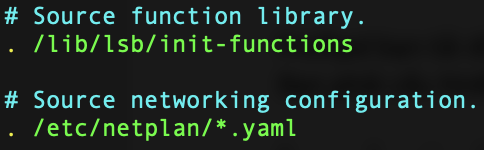 # Source function library.
. /lib/lsb/init-functions
# Source networking configuration.
. /etc/netplan/*.yaml